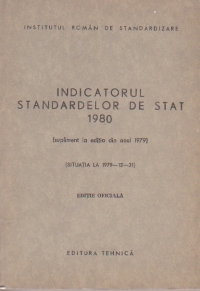 INSTITUTUL ROMÂN DE STANDARDIZARE
INDICATORUL
STANDARDELOR DE STAT
1980
(supliment la ediția din anul 1979)
(SITUAȚIA LA 1979—12—31)
EDIȚIE OFICIALĂ
EDITURA TEHNICĂ